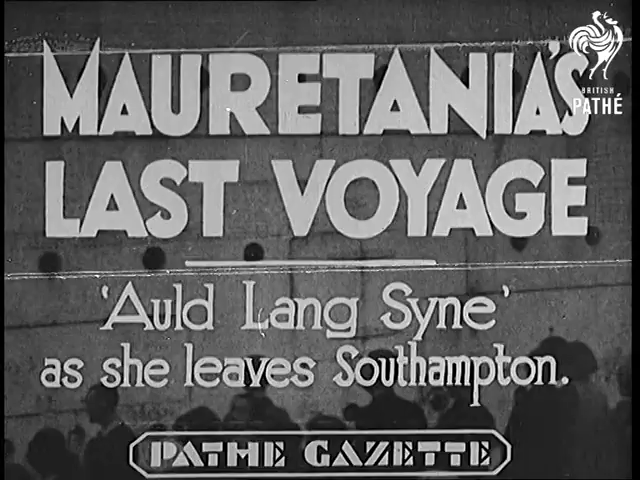 BRITISH
PATHÉ
MAURETANIA'S
LAST VOYAGE
'Auld Lang Syne'
as she leaves Southampton.
PATHE GAZETTE